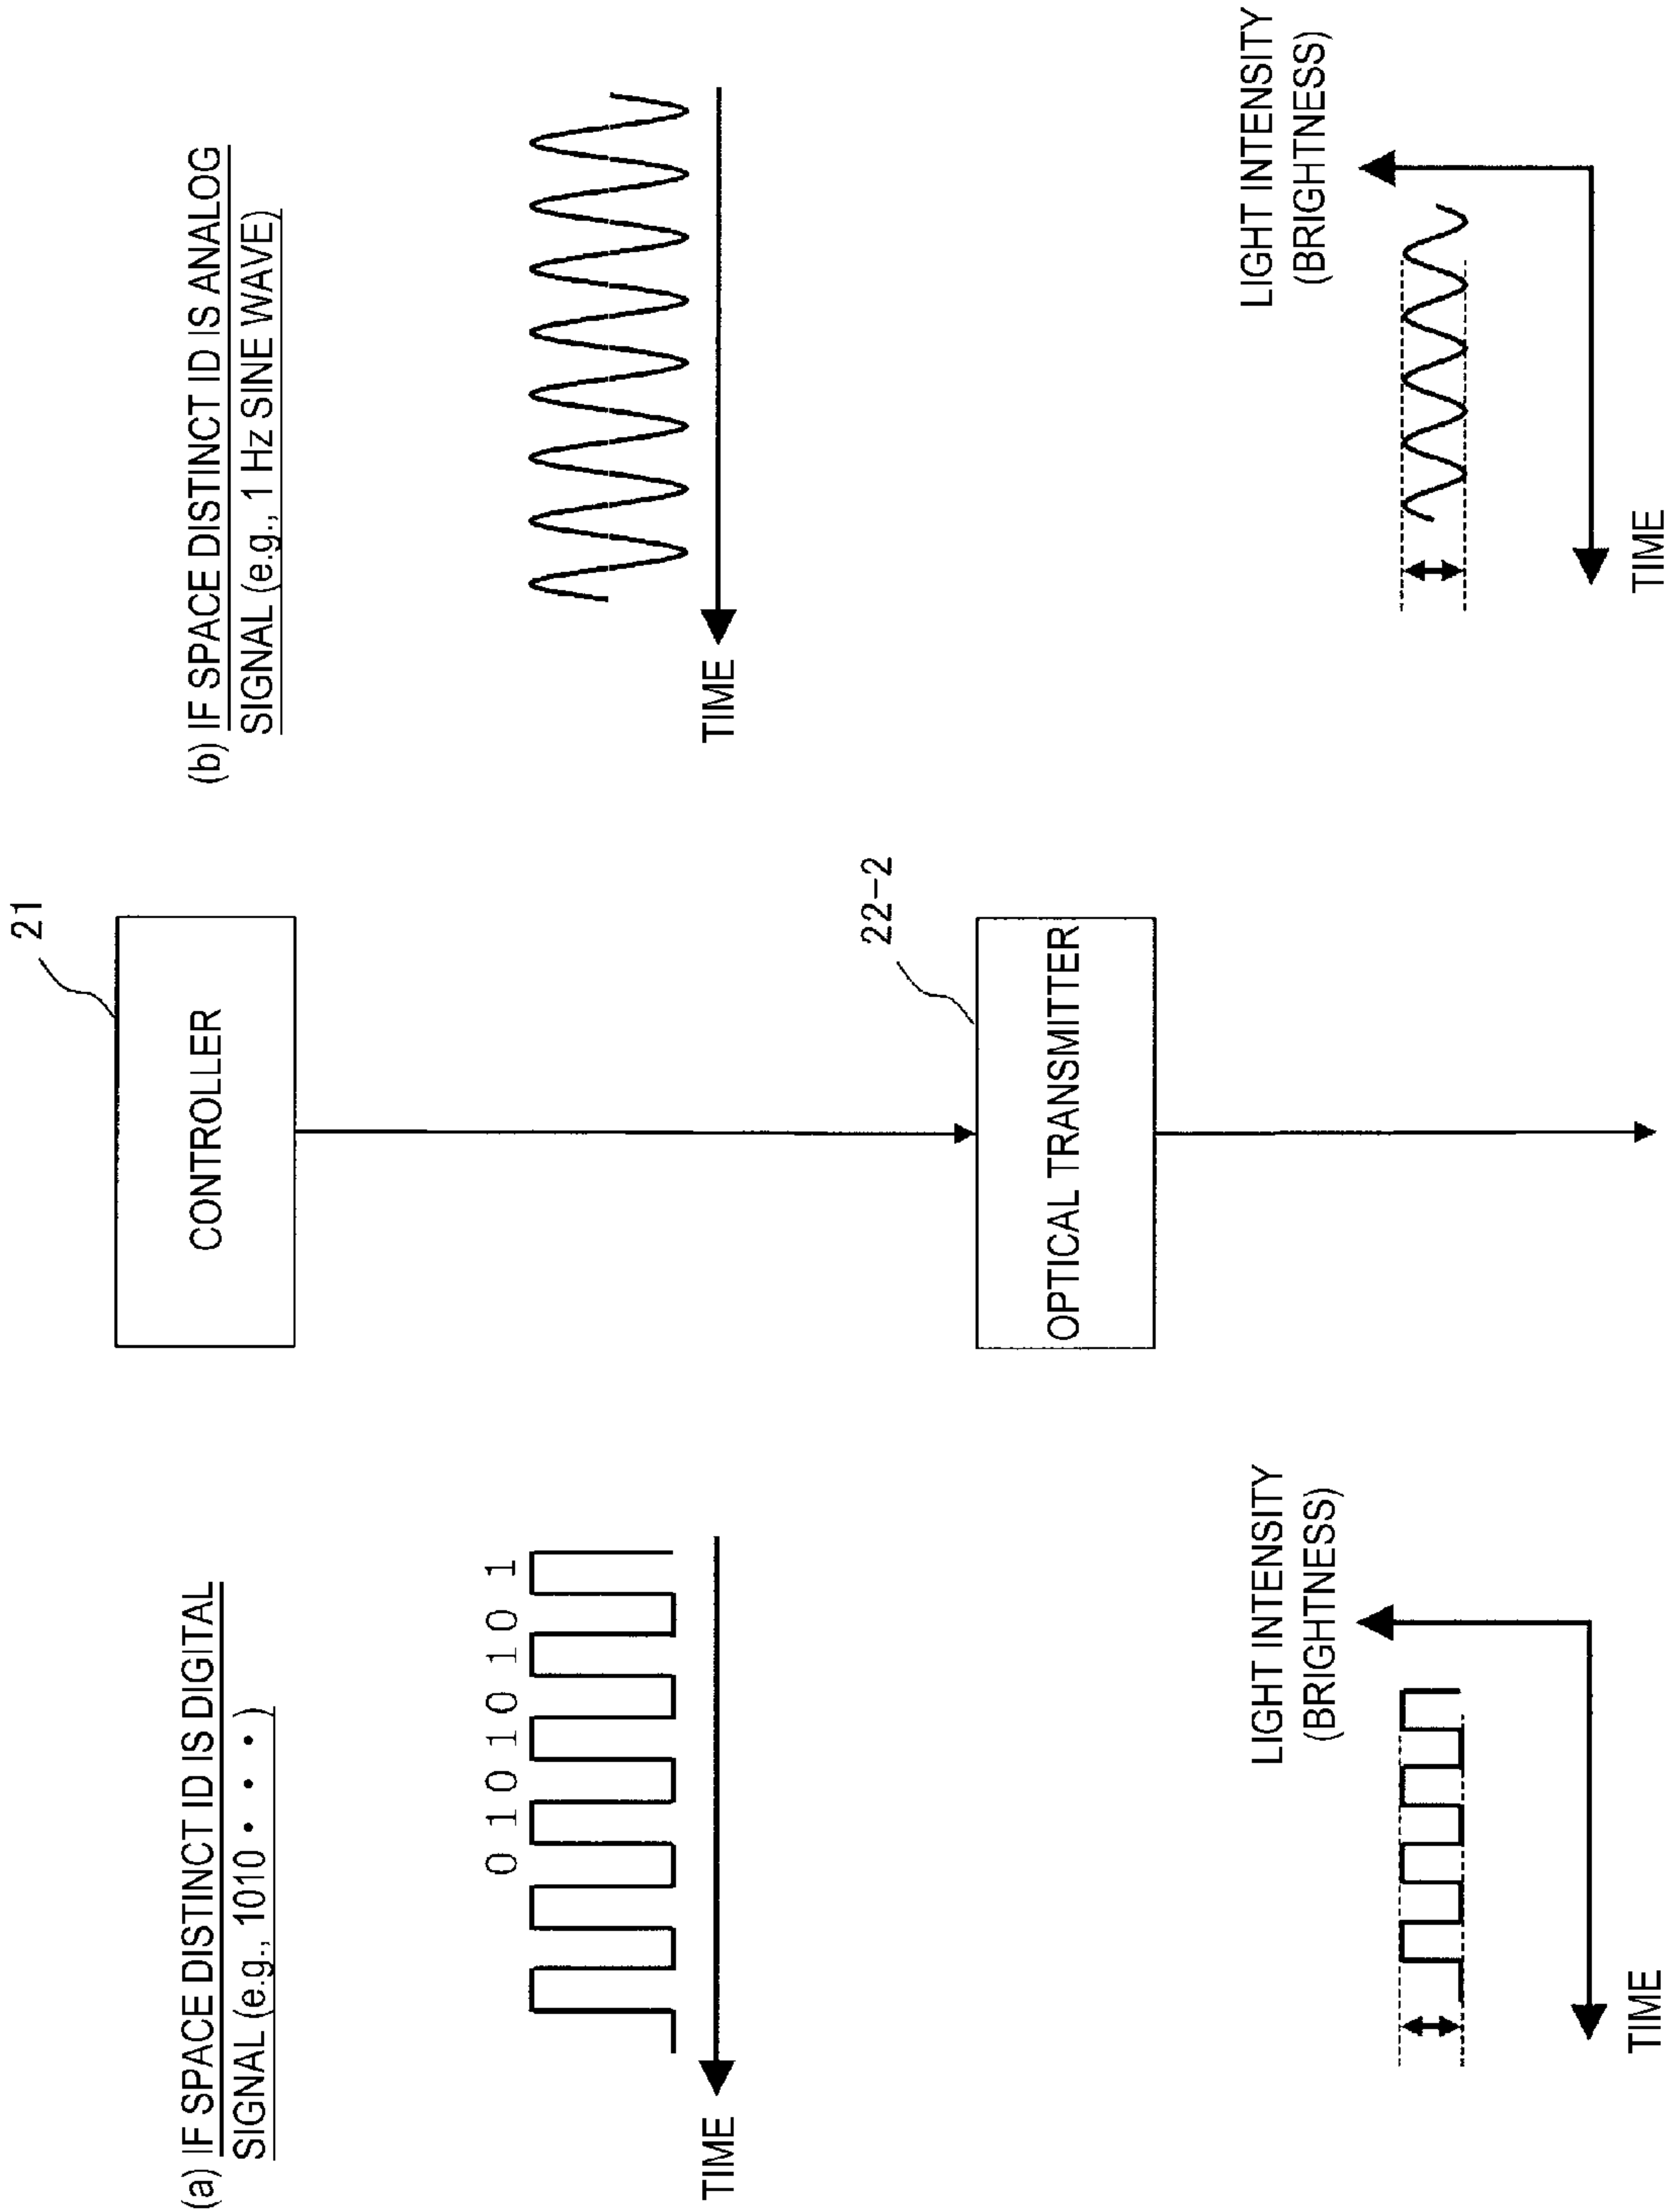 21
(a) IF SPACE DISTINCT ID IS DIGITAL
SIGNAL (e.g., 1010 • • • )
CONTROLLER
(b) IF SPACE DISTINCT ID IS ANALOG
SIGNAL (e.g., 1 Hz SINE WAVE)
0 1 0 1 0 1 0 1
TIME
TIME
22-2
OPTICAL TRANSMITTER
LIGHT INTENSITY
(BRIGHTNESS)
TIME
LIGHT INTENSITY
(BRIGHTNESS)
TIME